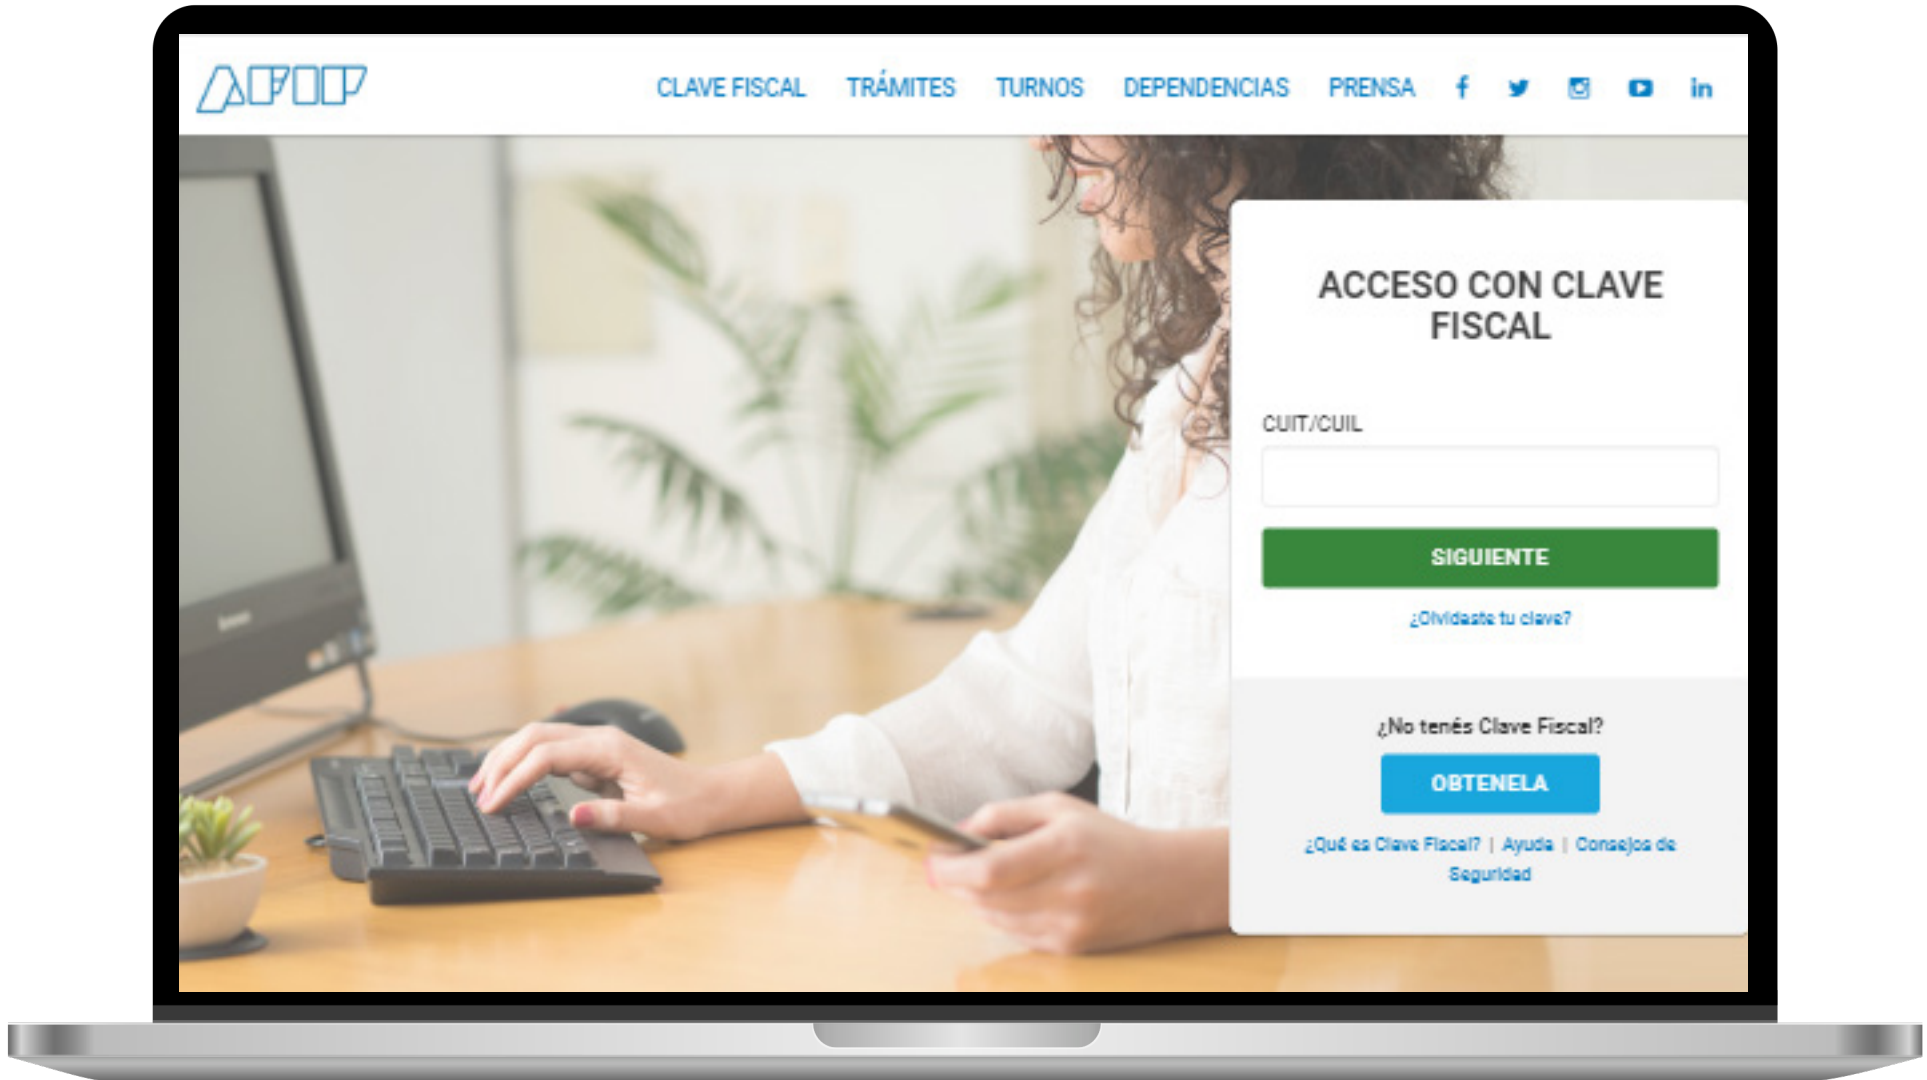 AFIP
CLAVE FISCAL TRÁMITES TURNOS DEPENDENCIAS PRENSA
ACCESO CON CLAVE
FISCAL
CUIT/CUIL
SIGUIENTE
¿Olvidaste tu clave?
¿No tenés Clave Fiscal?
OBTENELA
¿Qué es Clave Fiscal? | Ayuda | Consejos de
Seguridad